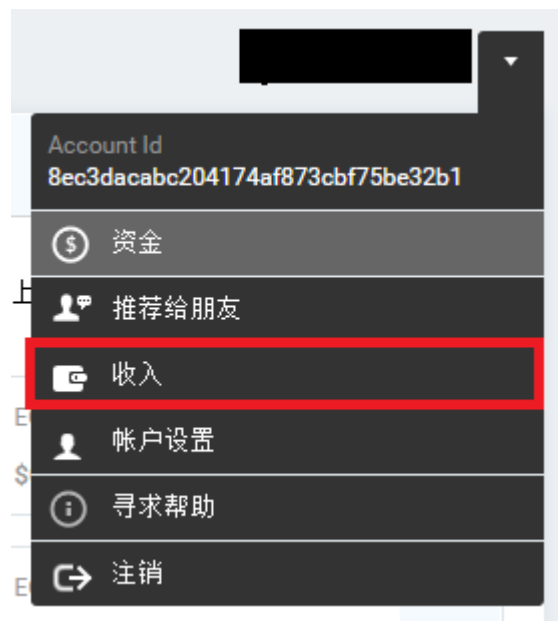 Account Id
8ec3dacabc204174af873cbf75be32b1
资金
上
推荐给朋友
收入
E
帐户设置
$
寻求帮助
注销
E